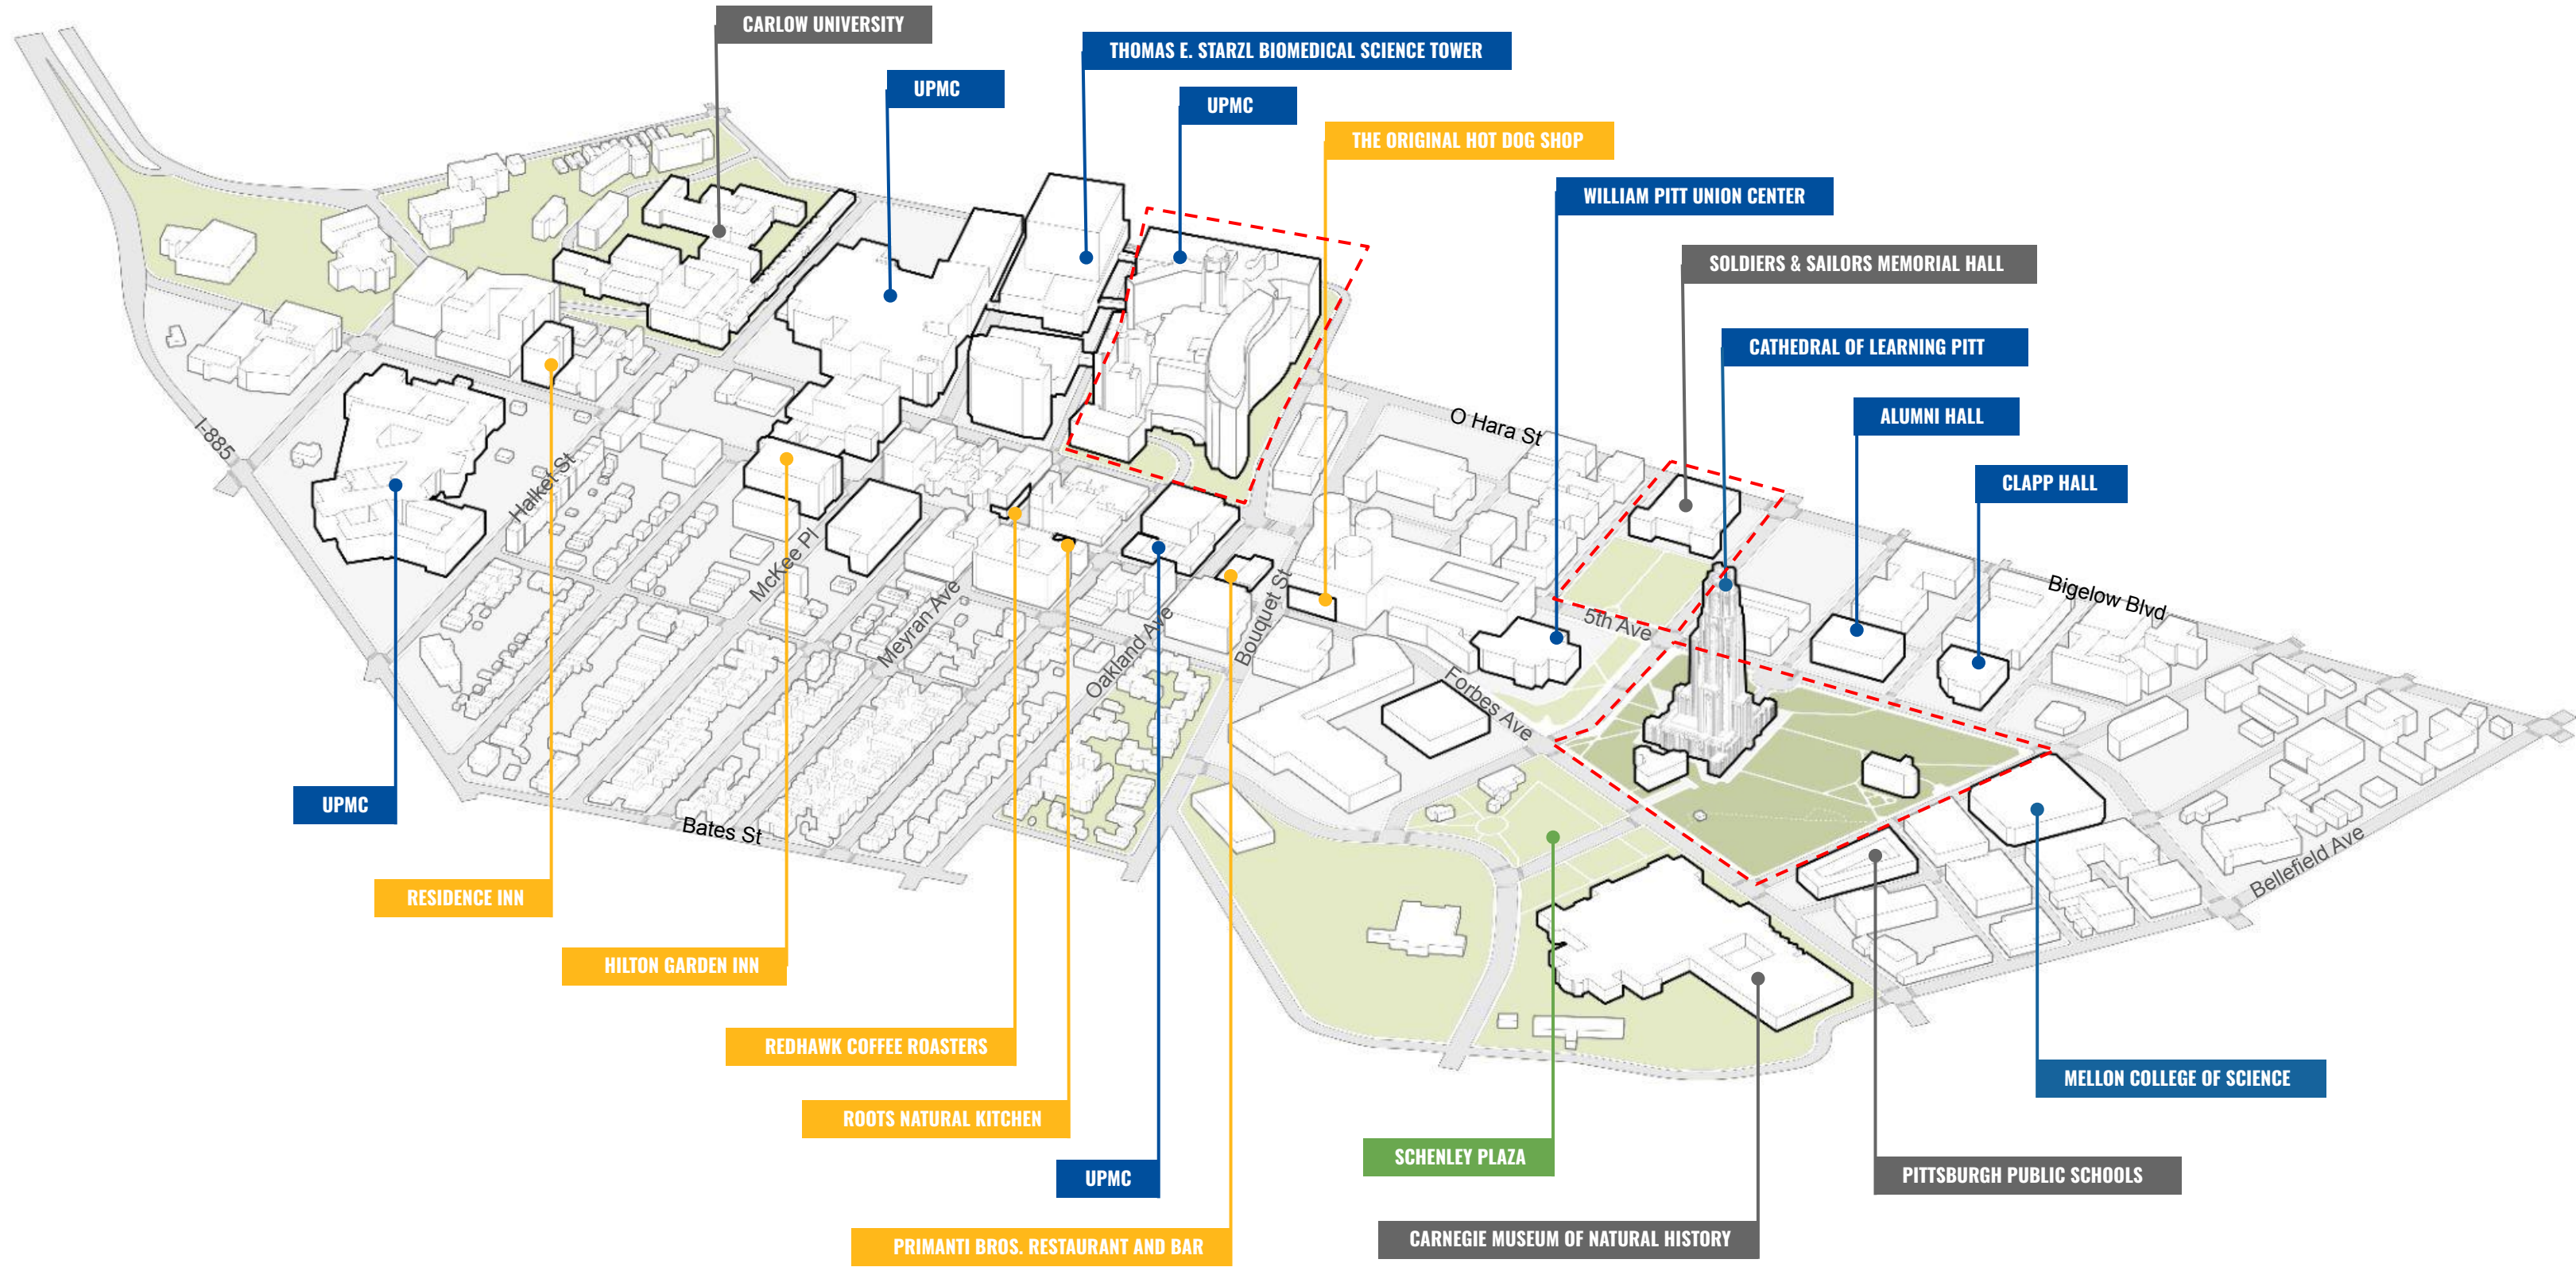 CARLOW UNIVERSITY
THOMAS E. STARZL BIOMEDICAL SCIENCE TOWER
UPMC
UPMC
THE ORIGINAL HOT DOG SHOP
WILLIAM PITT UNION CENTER
SOLDIERS & SAILORS MEMORIAL HALL
CATHEDRAL OF LEARNING PITT
ALUMNI HALL
CLAPP HALL
O Hara St
I-885
Halket St
McKee Pl
Meyran Ave
Oakland Ave
Bouquet St
5th Ave
Forbes Ave
Bigelow Blvd
Bates St
Bellefield Ave
UPMC
RESIDENCE INN
HILTON GARDEN INN
REDHAWK COFFEE ROASTERS
ROOTS NATURAL KITCHEN
UPMC
PRIMANTI BROS. RESTAURANT AND BAR
SCHENLEY PLAZA
CARNEGIE MUSEUM OF NATURAL HISTORY
PITTSBURGH PUBLIC SCHOOLS
MELLON COLLEGE OF SCIENCE